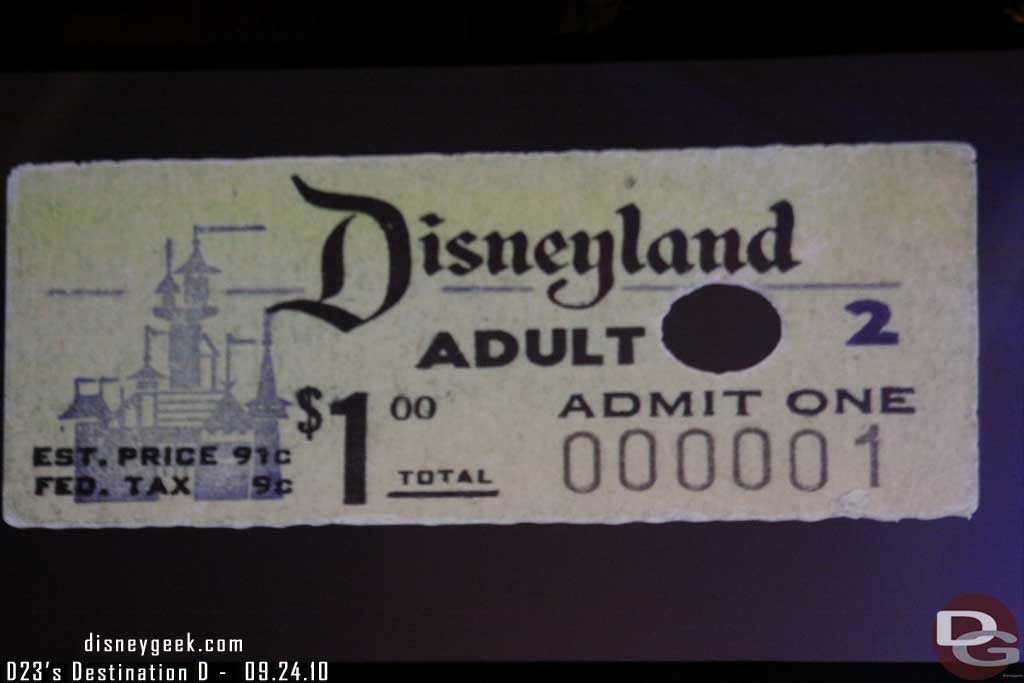 Disneyland
ADULT 2
$1 00 TOTAL
ADMIT ONE
000001
EST. PRICE 91c
FED. TAX 9c
disneygeek.com
D23's Destination D - 09.24.10
DG